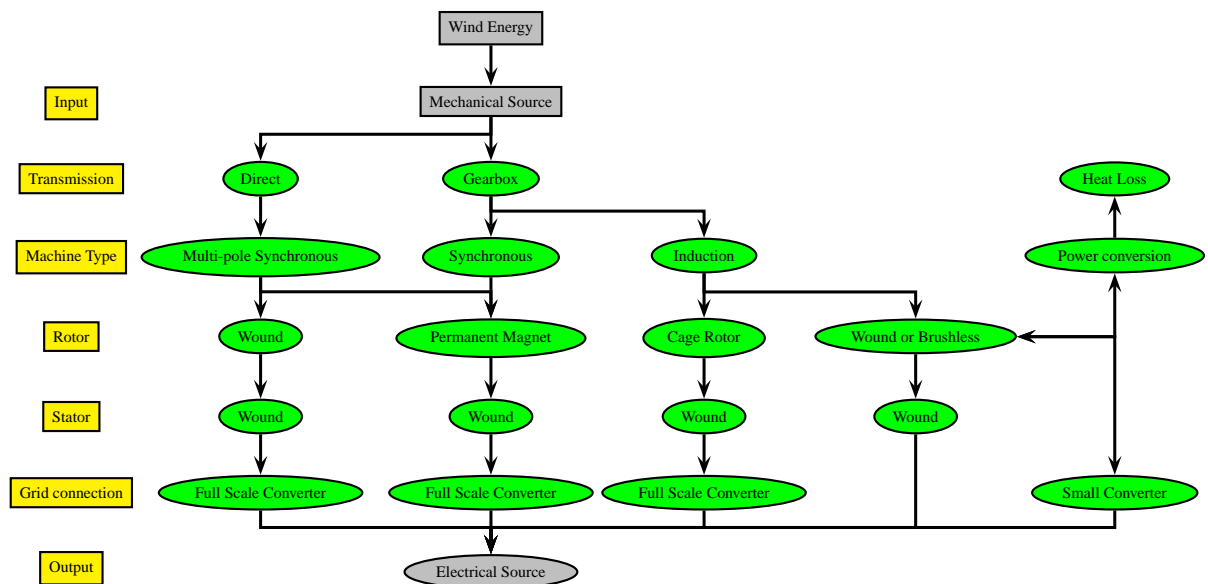 Wind Energy
Input
Mechanical Source
Transmission
Direct
Gearbox
Heat Loss
Machine Type
Multi-pole Synchronous
Synchronous
Induction
Power conversion
Rotor
Wound
Permanent Magnet
Cage Rotor
Wound or Brushless
Stator
Wound
Wound
Wound
Wound
Grid connection
Full Scale Converter
Full Scale Converter
Full Scale Converter
Small Converter
Output
Electrical Source